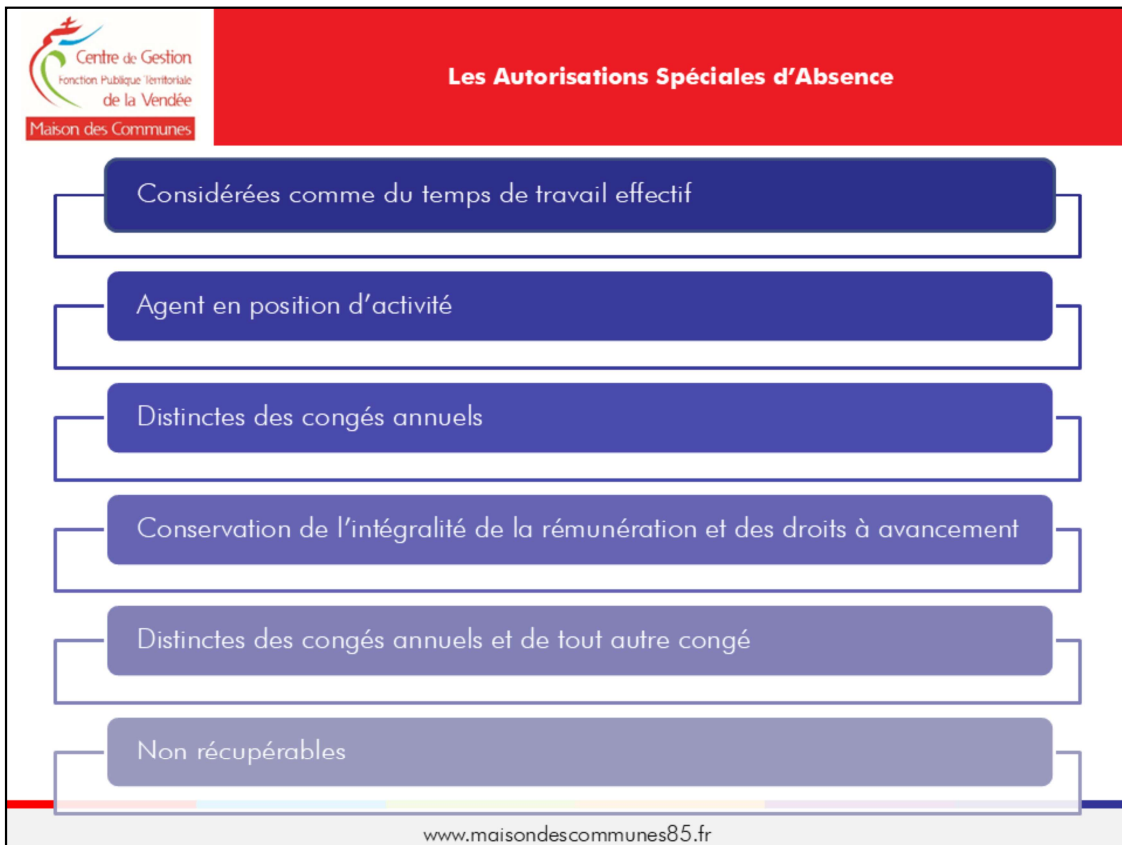 Centre de Gestion
Fonction Publique Territoriale
de la Vendée
Maison des Communes
Les Autorisations Spéciales d'Absence
Considérées comme du temps de travail effectif
Agent en position d'activité
Distinctes des congés annuels
Conservation de l'intégralité de la rémunération et des droits à avancement
Distinctes des congés annuels et de tout autre congé
Non récupérables
www.maisondescommunes85.fr